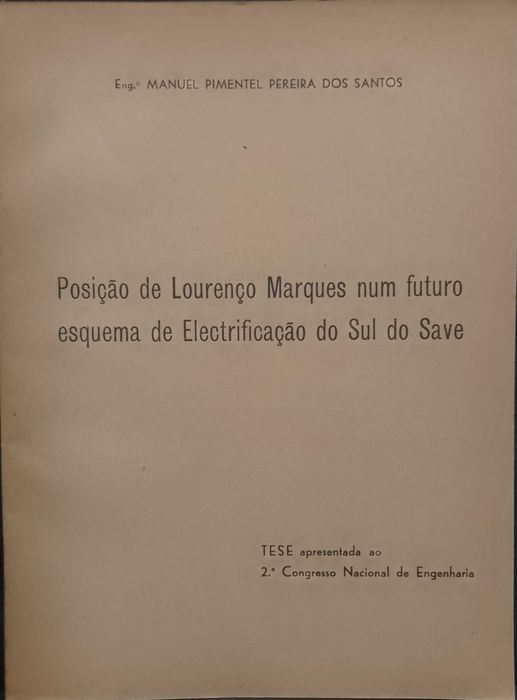 Eng.º MANUEL PIMENTEL PEREIRA DOS SANTOS
Posição de Lourenço Marques num futuro
esquema de Electrificação do Sul do Save
TESE apresentada ao
2.º Congresso Nacional de Engenharia